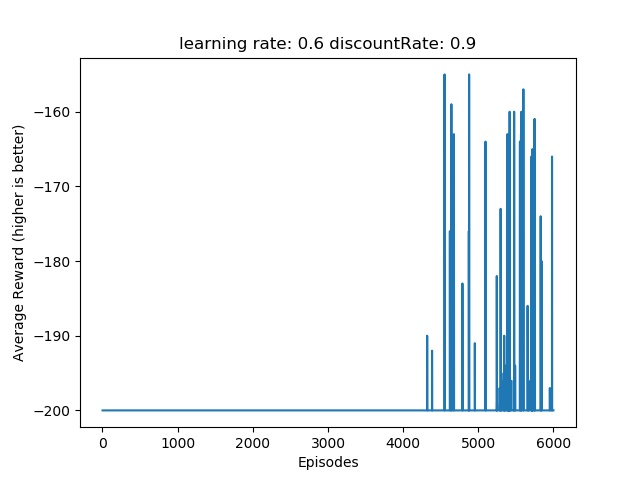 learning rate: 0.6 discountRate: 0.9
Average Reward (higher is better)
−160
−170
−180
−190
−200
0 1000 2000 3000 4000 5000 6000
Episodes